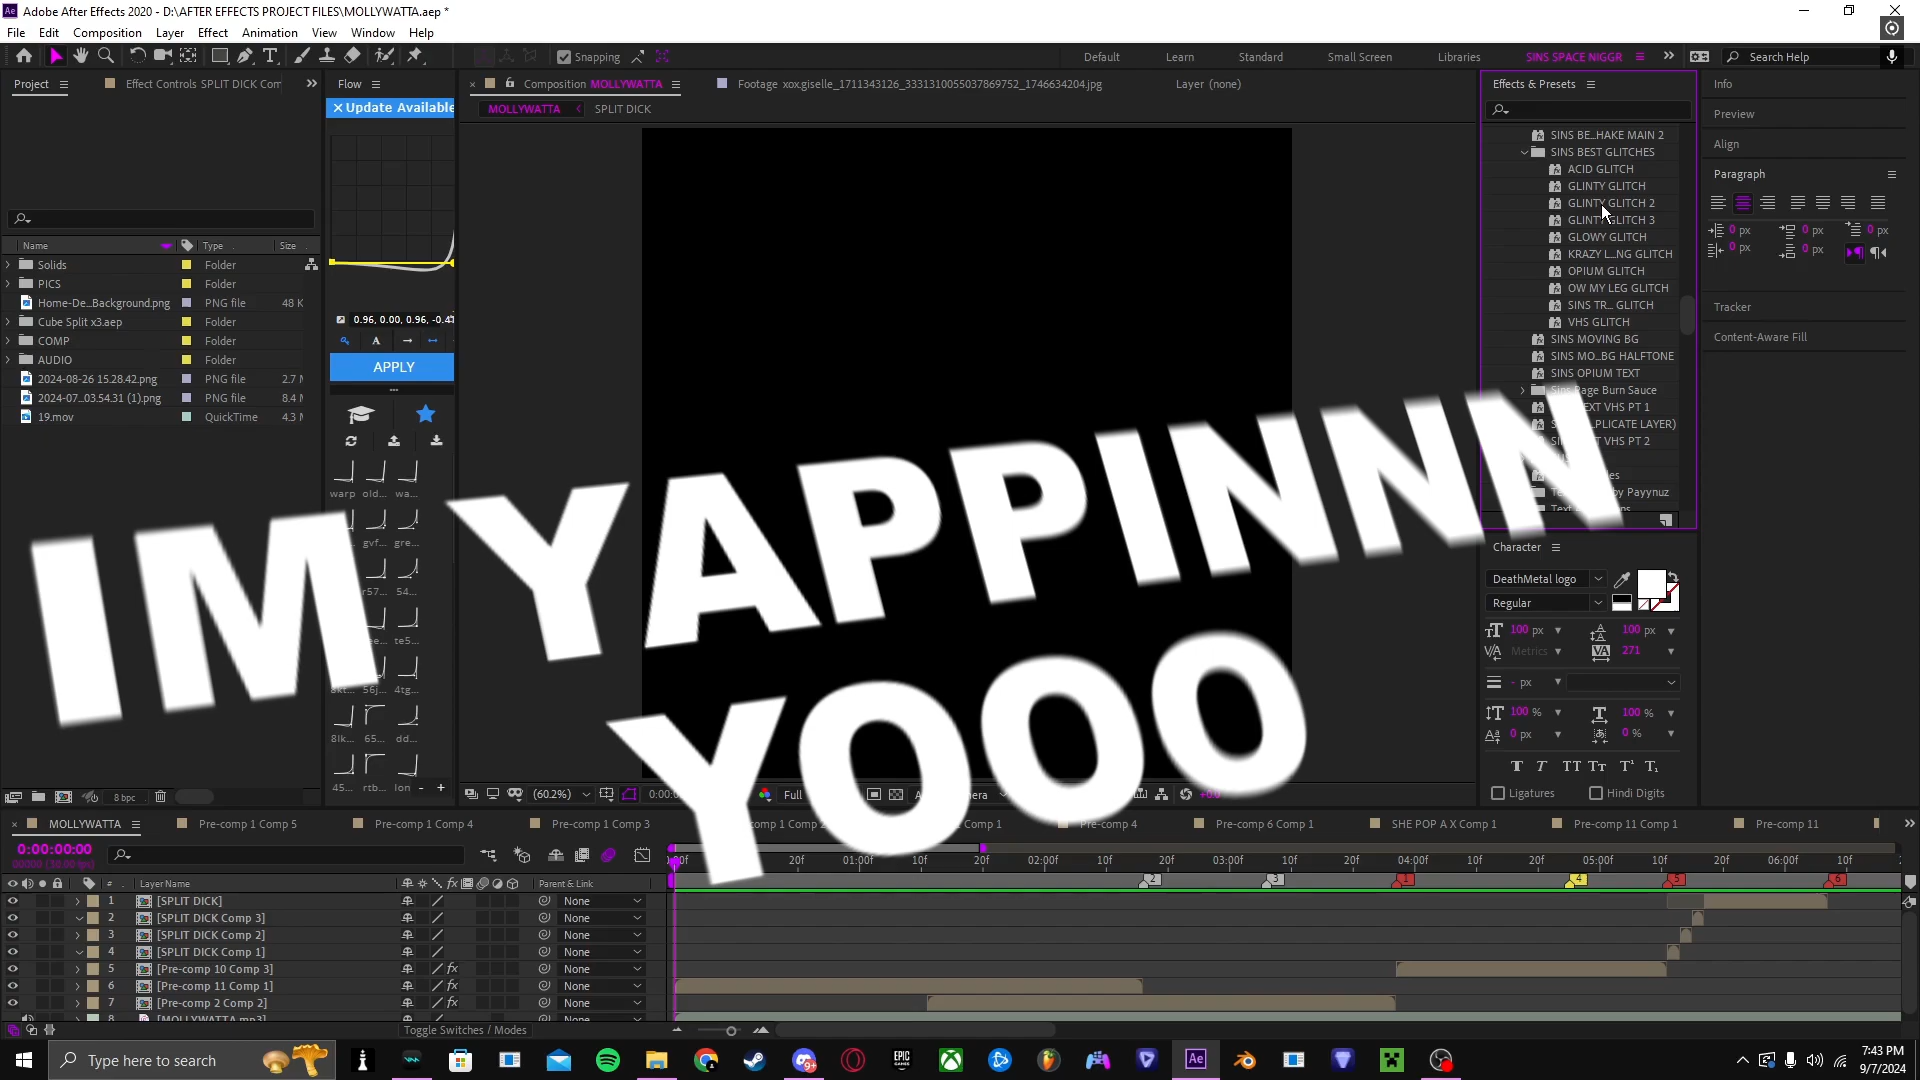 Adobe After Effects 2020 - D:\AFTER EFFECTS PROJECT FILES\MOLLYWATTA.aep *
File Edit Composition Layer Effect Animation View Window Help
Snapping Default Learn Standard Small Screen Libraries SINS SPACE NIGGR Search Help
Project Effect Controls SPLIT DICK Com Flow Composition MOLLYWATTA Footage xox.giselle_1711343126_3331310055037869752_1746634204.jpg Layer (none) Effects & Presets Info
Update Available MOLLYWATTA SPLIT DICK
Preview
SINS BE...HAKE MAIN 2
Align
SINS BEST GLITCHES
ACID GLITCH
Paragraph
GLINTY GLITCH
GLINTY GLITCH 2
GLINTY GLITCH 3
0 px 0 px 0 px
GLOWY GLITCH
0 px 0 px
KRAZY L...NG GLITCH
OPIUM GLITCH
OW MY LEG GLITCH
SINS TR... GLITCH
Tracker
VHS GLITCH
SINS MOVING BG
Content-Aware Fill
SINS MO...BG HALFTONE
SINS OPIUM TEXT
Sins Rage Burn Sauce
EXT VHS PT 1
PLICATE LAYER)
T VHS PT 2
by Payynuz
Name Type Size
Solids Folder
PICS Folder
Home-De...Background.png PNG file 48 K
Cube Split x3.aep Folder
COMP Folder
AUDIO Folder
2024-08-26 15.28.42.png PNG file 2.7 M
2024-07...03.54.31 (1).png PNG file 8.4 M
19.mov QuickTime 4.3 M
0.96, 0.00, 0.96, -0.4
APPLY
warp old... wa...
gvf... gre...
r57... 54...
te5...
56j... 4tg...
8lk... 65... dd...
45... rtb... lon
IM YAPPINNN
YOOO
Character
DeathMetal logo
Regular
100 px 100 px
Metrics 271
- px
100 % 100 %
0 px 0 %
Ligatures Hindi Digits
8 bpc (60.2%) Full
MOLLYWATTA Pre-comp 1 Comp 5 Pre-comp 1 Comp 4 Pre-comp 1 Comp 3 Pre-comp 4 Pre-comp 6 Comp 1 SHE POP A X Comp 1 Pre-comp 11 Comp 1 Pre-comp 11
0:00:00:00
00000 (30.00 fps)
20f 01:00f 10f 20f 02:00f 10f 20f 03:00f 10f 20f 04:00f 10f 20f 05:00f 10f 20f 06:00f 10f
# Layer Name Parent & Link 2 3 1 4 5 6
1 [SPLIT DICK] None
2 [SPLIT DICK Comp 3] None
3 [SPLIT DICK Comp 2] None
4 [SPLIT DICK Comp 1] None
5 [Pre-comp 10 Comp 3] None
6 [Pre-comp 11 Comp 1] None
7 [Pre-comp 2 Comp 2] None
8 [MOLLYWATTA.mp3] None
Toggle Switches / Modes
Type here to search
EPIC GAMES
Ae
7:43 PM
9/7/2024